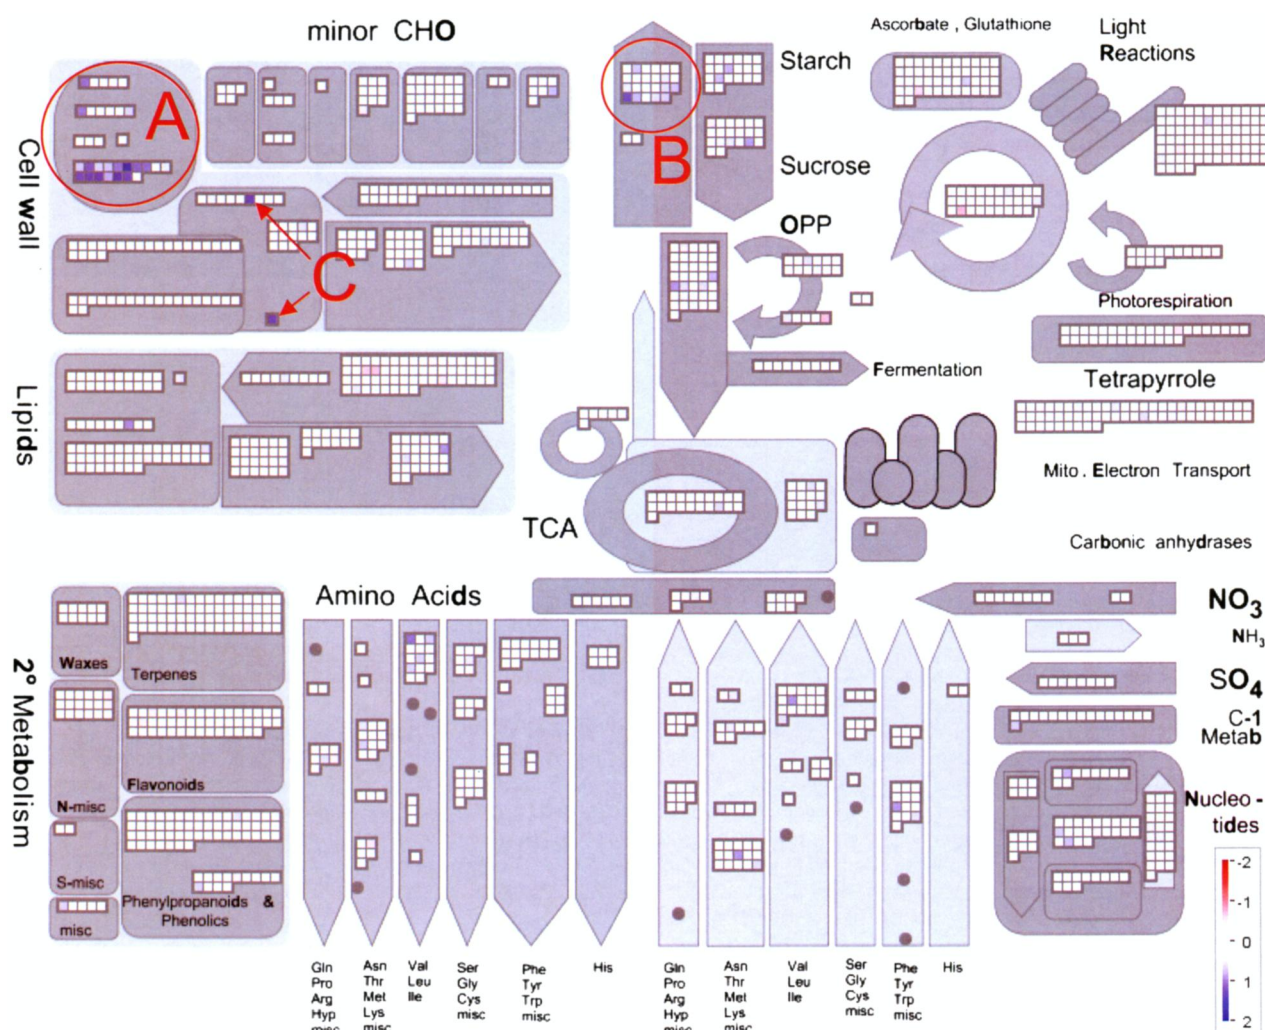 minor CHO
Ascorbate , Glutathione
Light
Reactions
Starch
A
B
Sucrose
Cell wall
OPP
C
Photorespiration
Fermentation
Tetrapyrrole
Lipids
Mito . Electron Transport
TCA
Carbonic anhydrases
Amino Acids
NO3
NH3
Waxes
Terpenes
SO4
C-1
Metab
2° Metabolism
N-misc
Flavonoids
Nucleo -
tides
S-misc
Phenylpropanoids &
Phenolics
misc
-2
-1
0
1
2
Gln
Pro
Arg
Hyp
misc
Asn
Thr
Met
Lys
misc
Val
Leu
Ile
Ser
Gly
Cys
misc
Phe
Tyr
Trp
misc
His
Gln
Pro
Arg
Hyp
misc
Asn
Thr
Met
Lys
misc
Val
Leu
Ile
Ser
Gly
Cys
misc
Phe
Tyr
Trp
misc
His